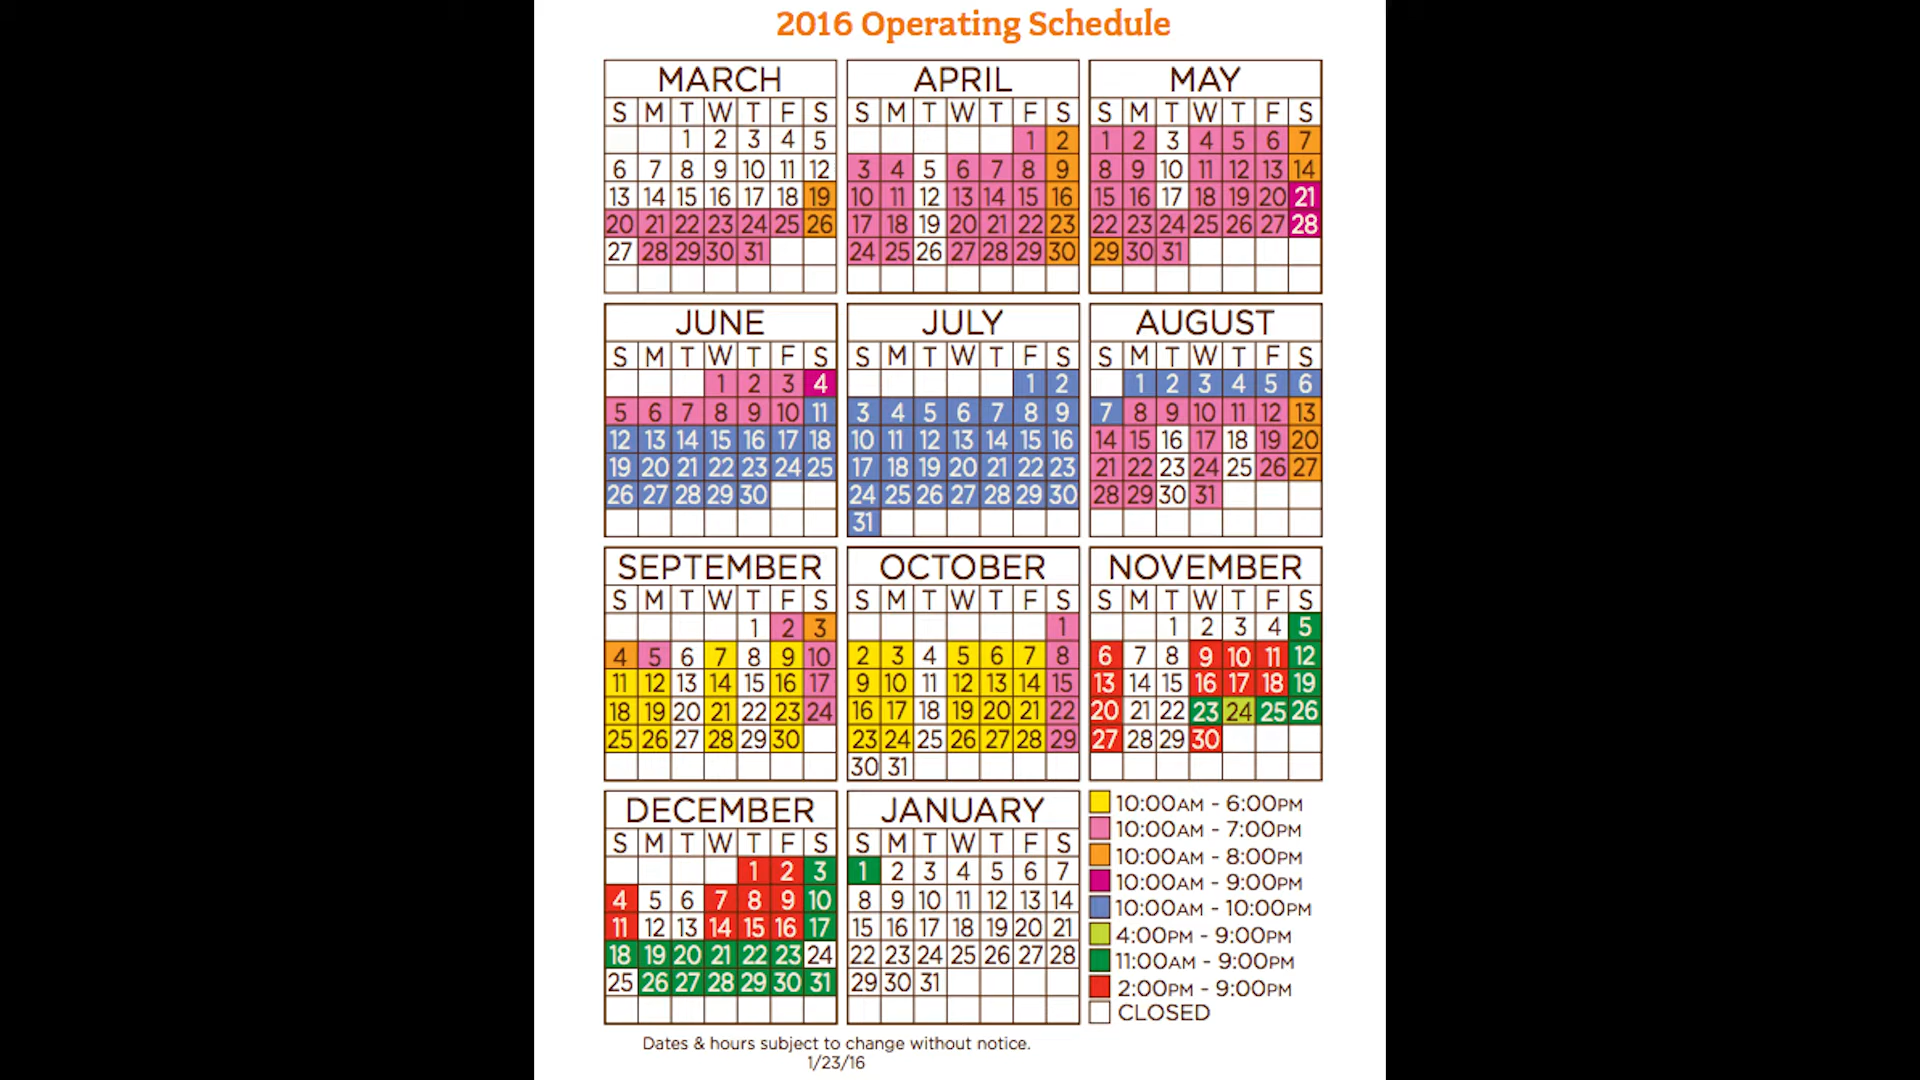 2016 Operating Schedule
MARCH
S M T W T F S
1 2 3 4 5
6 7 8 9 10 11 12
13 14 15 16 17 18 19
20 21 22 23 24 25 26
27 28 29 30 31
APRIL
S M T W T F S
1 2
3 4 5 6 7 8 9
10 11 12 13 14 15 16
17 18 19 20 21 22 23
24 25 26 27 28 29 30
MAY
S M T W T F S
1 2 3 4 5 6 7
8 9 10 11 12 13 14
15 16 17 18 19 20 21
22 23 24 25 26 27 28
29 30 31
JUNE
S M T W T F S
1 2 3 4
5 6 7 8 9 10 11
12 13 14 15 16 17 18
19 20 21 22 23 24 25
26 27 28 29 30
JULY
S M T W T F S
1 2
3 4 5 6 7 8 9
10 11 12 13 14 15 16
17 18 19 20 21 22 23
24 25 26 27 28 29 30
31
AUGUST
S M T W T F S
1 2 3 4 5 6
7 8 9 10 11 12 13
14 15 16 17 18 19 20
21 22 23 24 25 26 27
28 29 30 31
SEPTEMBER
S M T W T F S
1 2 3
4 5 6 7 8 9 10
11 12 13 14 15 16 17
18 19 20 21 22 23 24
25 26 27 28 29 30
OCTOBER
S M T W T F S
1
2 3 4 5 6 7 8
9 10 11 12 13 14 15
16 17 18 19 20 21 22
23 24 25 26 27 28 29
30 31
NOVEMBER
S M T W T F S
1 2 3 4 5
6 7 8 9 10 11 12
13 14 15 16 17 18 19
20 21 22 23 24 25 26
27 28 29 30
DECEMBER
S M T W T F S
1 2 3
4 5 6 7 8 9 10
11 12 13 14 15 16 17
18 19 20 21 22 23 24
25 26 27 28 29 30 31
JANUARY
S M T W T F S
1 2 3 4 5 6 7
8 9 10 11 12 13 14
15 16 17 18 19 20 21
22 23 24 25 26 27 28
29 30 31
10:00AM - 6:00PM
10:00AM - 7:00PM
10:00AM - 8:00PM
10:00AM - 9:00PM
10:00AM - 10:00PM
4:00PM - 9:00PM
11:00AM - 9:00PM
2:00PM - 9:00PM
CLOSED
Dates & hours subject to change without notice.
1/23/16